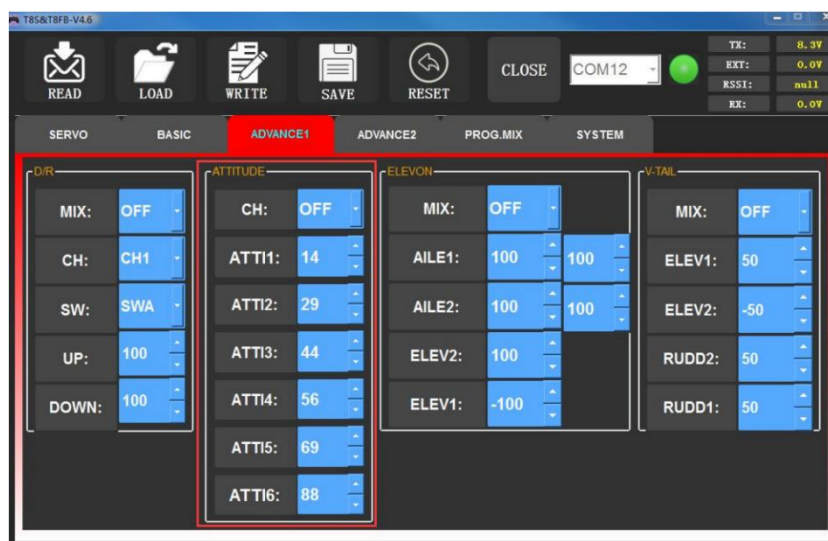 T8S&T8FB-V4.6
READ
LOAD
WRITE
SAVE
RESET
CLOSE
COM12
TX: 8.3V
EXT: 0.0V
RSSI: null
RX: 0.0V
SERVO
BASIC
ADVANCE1
ADVANCE2
PROG.MIX
SYSTEM
D/R
MIX: OFF
CH: CH1
SW: SWA
UP: 100
DOWN: 100
ATTITUDE
CH: OFF
ATTI1: 14
ATTI2: 29
ATTI3: 44
ATTI4: 56
ATTI5: 69
ATTI6: 88
ELEVON
MIX: OFF
AILE1: 100 100
AILE2: 100 100
ELEV2: 100
ELEV1: -100
V-TAIL
MIX: OFF
ELEV1: 50
ELEV2: -50
RUDD2: 50
RUDD1: 50